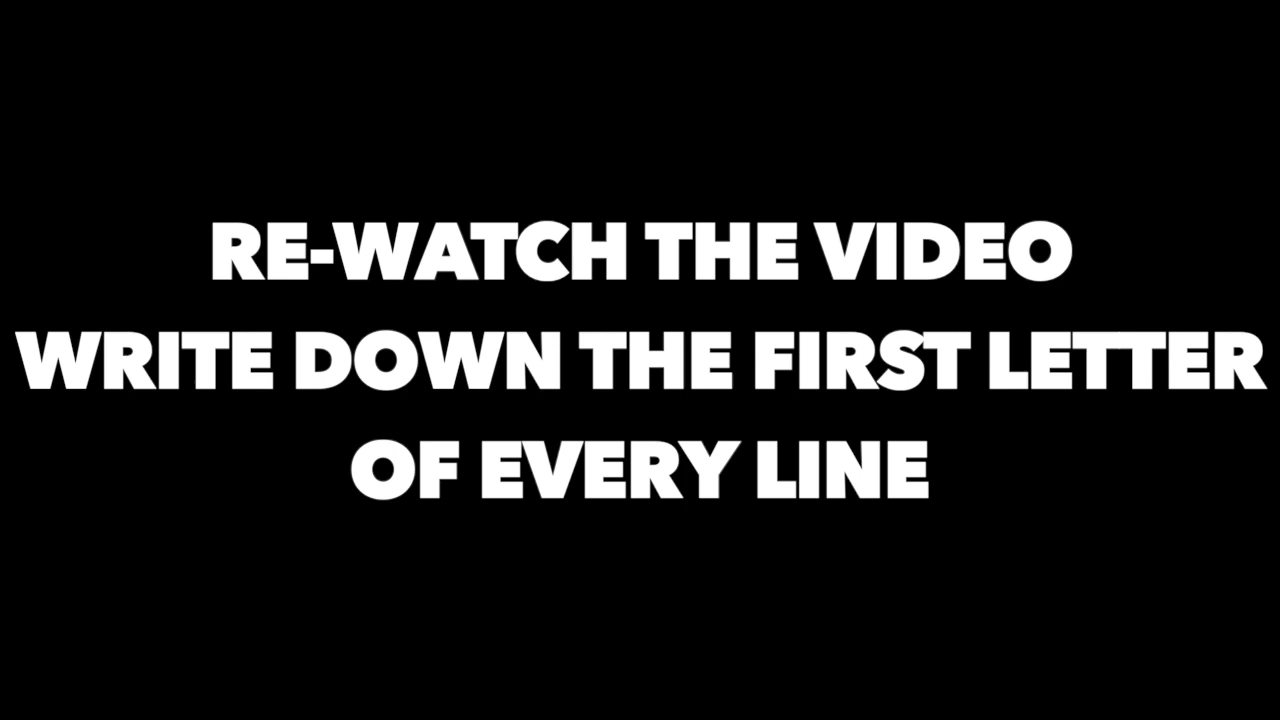 RE-WATCH THE VIDEO
WRITE DOWN THE FIRST LETTER
OF EVERY LINE